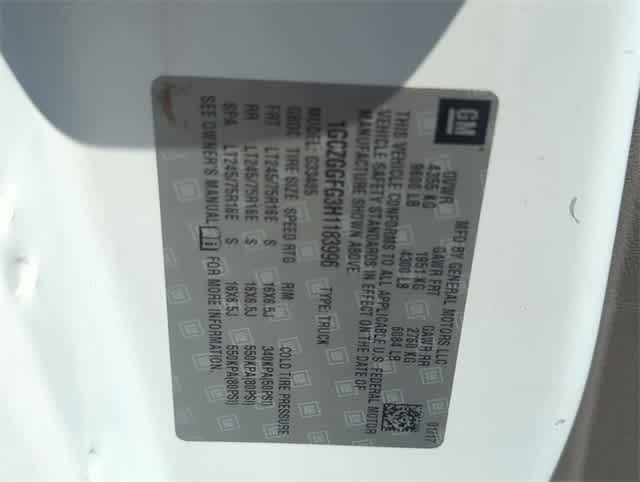 GM
MFD BY GENERAL MOTORS LLC
01/17
GVWR GAWR FRT GAWR RR
4355 KG 1951 KG 2760 KG
9600 LB 4300 LB 6084 LB
THIS VEHICLE CONFORMS TO ALL APPLICABLE U.S. FEDERAL MOTOR
VEHICLE SAFETY STANDARDS IN EFFECT ON THE DATE OF
MANUFACTURE SHOWN ABOVE.
1GCZGGFG3H1183996 TYPE: TRUCK
MODEL: G33405
TIRE SIZE SPEED RTG RIM COLD TIRE PRESSURE
FRT LT245/75R16E S 16X6.5J 340KPA(50PSI)
RR LT245/75R16E S 16X6.5J 550KPA(80PSI)
SPA LT245/75R16E S 16X6.5J 550KPA(80PSI)
SEE OWNER'S MANUAL FOR MORE INFORMATION.